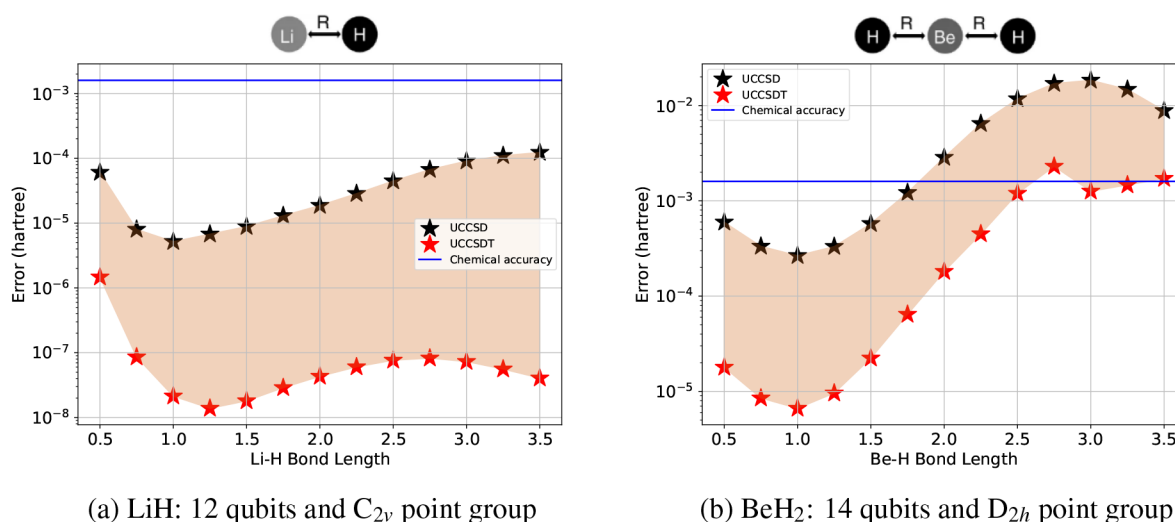 Li R H
10⁻³
10⁻⁴
10⁻⁵
10⁻⁶
10⁻⁷
10⁻⁸
Error (hartree)
UCCSD
UCCSDT
Chemical accuracy
0.5 1.0 1.5 2.0 2.5 3.0 3.5
Li-H Bond Length
(a) LiH: 12 qubits and C₂ᵥ point group
H R Be R H
UCCSD
UCCSDT
Chemical accuracy
10⁻²
10⁻³
10⁻⁴
10⁻⁵
Error (hartree)
0.5 1.0 1.5 2.0 2.5 3.0 3.5
Be-H Bond Length
(b) BeH₂: 14 qubits and D₂ₕ point group